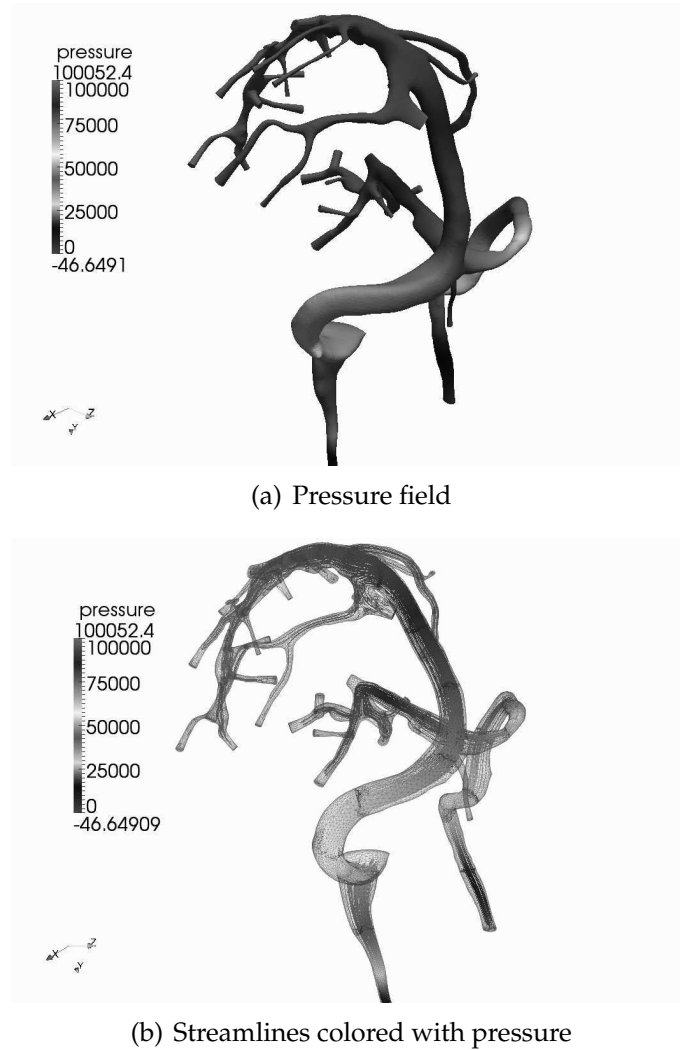 pressure
100052.4
100000
75000
50000
25000
0
-46.6491
X
Z
Y
(a) Pressure field
pressure
100052.4
100000
75000
50000
25000
0
-46.64909
X
Z
Y
(b) Streamlines colored with pressure